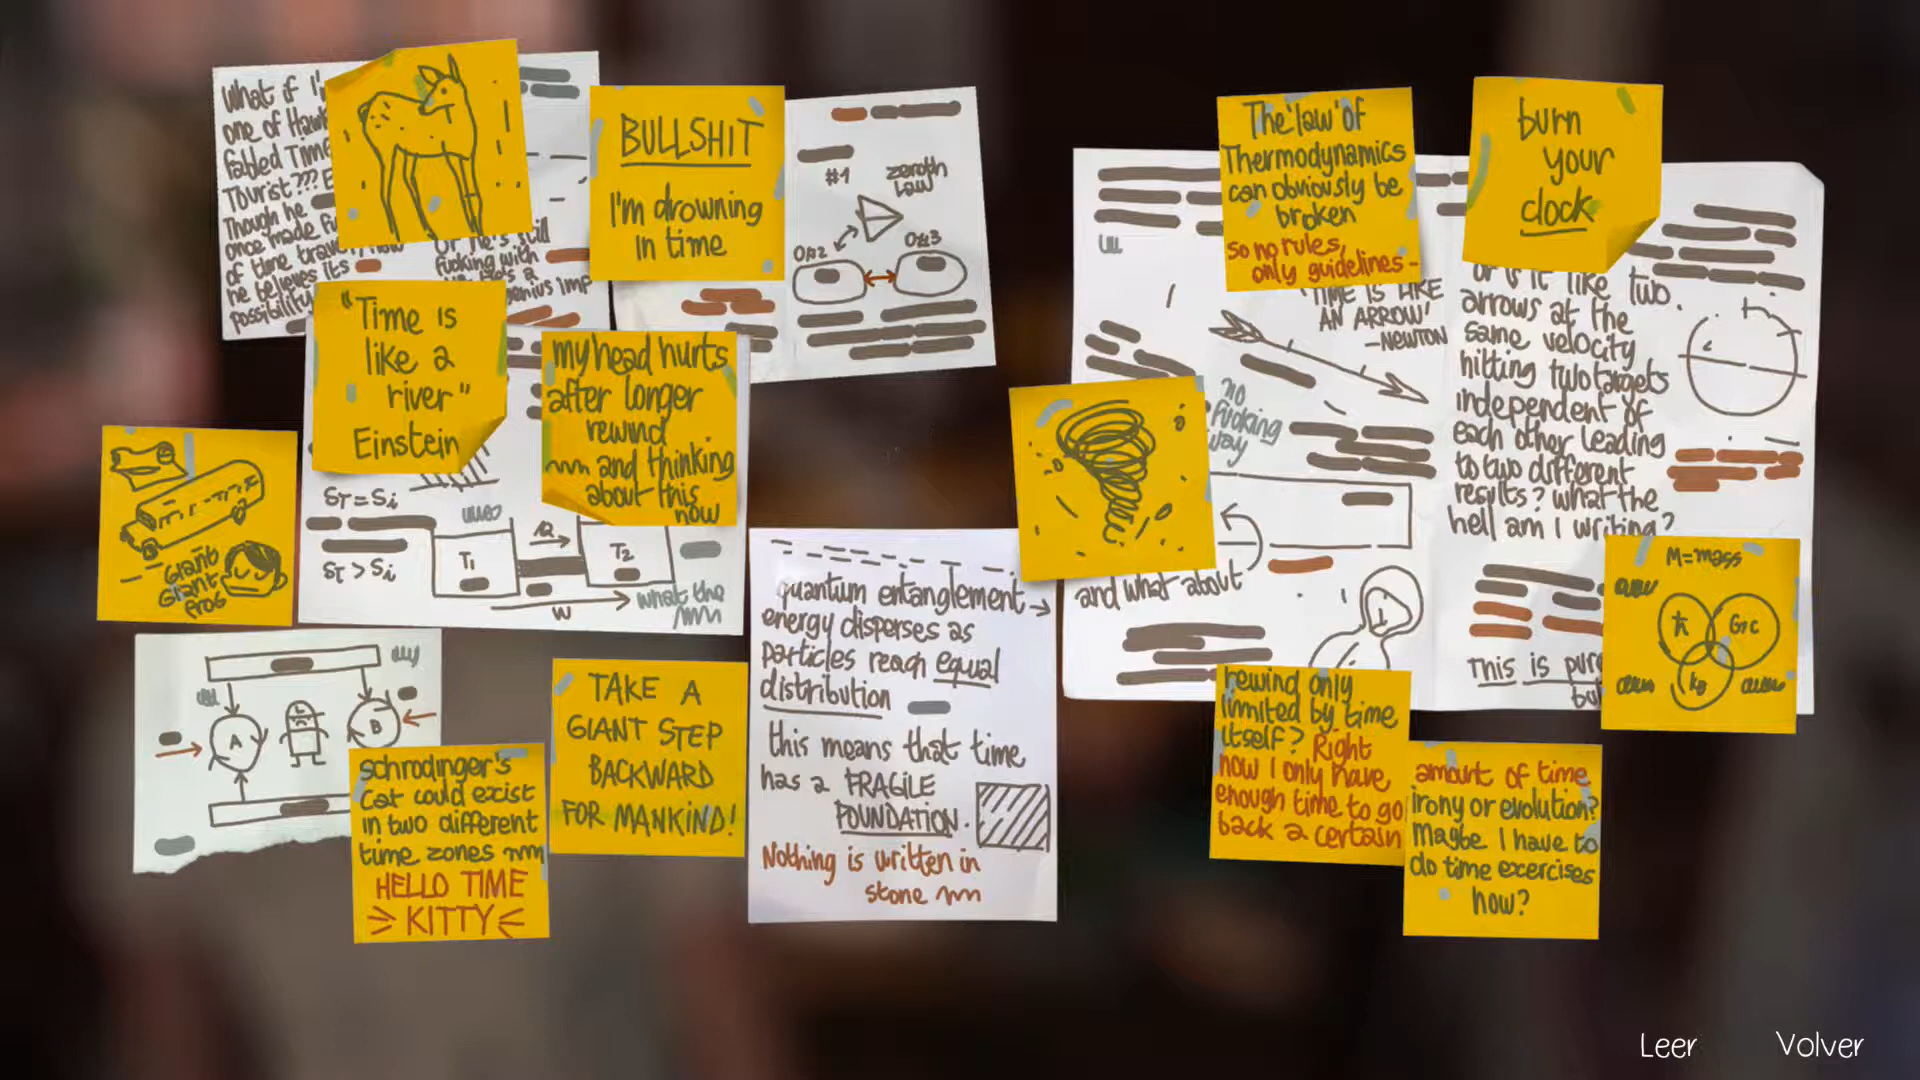 What if I'
one of Haw
fabled Time
Tourist???
Though he
once made fu
of time trave
he believes its
possibility
or he's still
fucking with
genius imp
BULLSHIT
I'm drowning
in time
#1
zeroth
law
"Time is
like a
river"
Einstein
my head hurts
after longer
rewind
and thinking
about this
now
Giant
Giant
Frog
ST = Si
ST > Si
T1
T2
W
what the
A
B
schrodinger's
cat could exist
in two different
time zones
HELLO TIME
KITTY
TAKE A
GIANT STEP
BACKWARD
FOR MANKIND!
quantum entanglement →
energy disperses as
particles reach equal
distribution
this means that time
has a FRAGILE
FOUNDATION.
Nothing is written in
stone
The 'law' of
Thermodynamics
can obviously be
broken
so no rules,
only guidelines-
burn
your
clock
'TIME IS LIKE
AN ARROW'
-NEWTON
no
fucking
way
and what about
or is it like two
arrows at the
same velocity
hitting two targets
independent of
each other leading
to two different
results? what the
hell am I writing?
This is pur
M=mass
ħ
G,c
kB
rewind only
limited by time
itself? Right
now I only have
enough time to go
back a certain
amount of time
irony or evolution?
Maybe I have to
do time exercises
now?
Leer
Volver